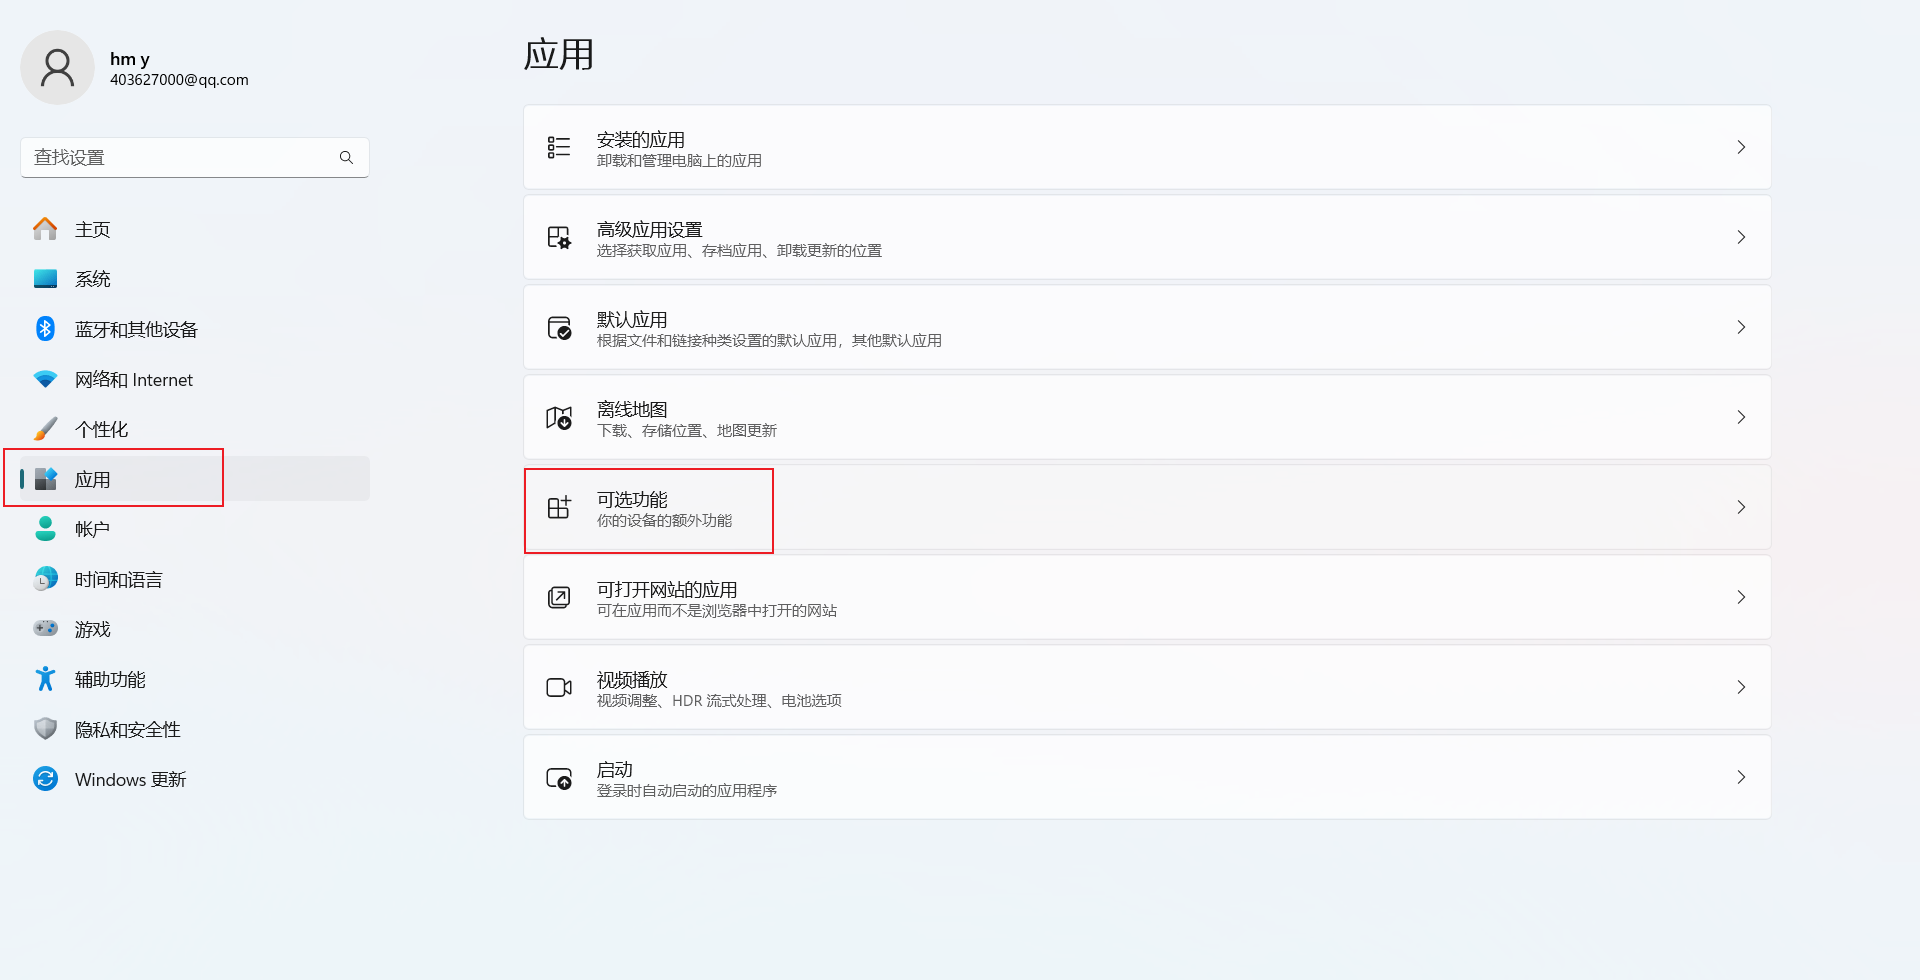 hm y
403627000@qq.com
查找设置
主页
系统
蓝牙和其他设备
网络和 Internet
个性化
应用
帐户
时间和语言
游戏
辅助功能
隐私和安全性
Windows 更新
应用
安装的应用
卸载和管理电脑上的应用
高级应用设置
选择获取应用、存档应用、卸载更新的位置
默认应用
根据文件和链接种类设置的默认应用，其他默认应用
离线地图
下载、存储位置、地图更新
可选功能
你的设备的额外功能
可打开网站的应用
可在应用而不是浏览器中打开的网站
视频播放
视频调整、HDR 流式处理、电池选项
启动
登录时自动启动的应用程序